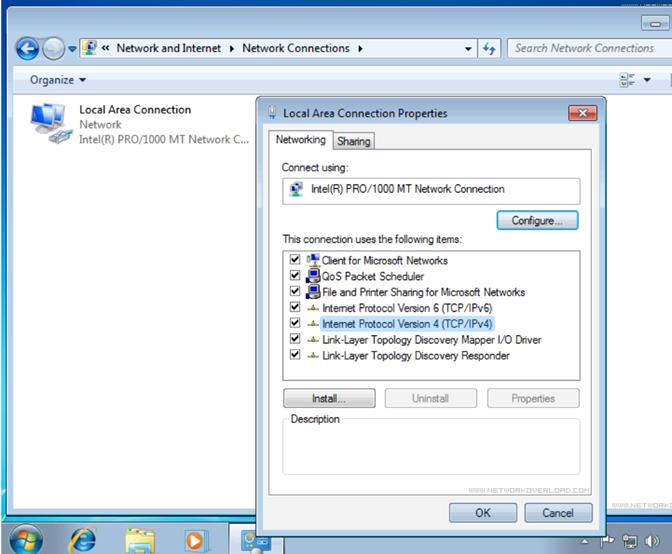 « Network and Internet Network Connections
Search Network Connections
Organize
Local Area Connection
Network
Intel(R) PRO/1000 MT Network C...
Local Area Connection Properties
Networking
Sharing
Connect using:
Intel(R) PRO/1000 MT Network Connection
Configure...
This connection uses the following items:
Client for Microsoft Networks
QoS Packet Scheduler
File and Printer Sharing for Microsoft Networks
Internet Protocol Version 6 (TCP/IPv6)
Internet Protocol Version 4 (TCP/IPv4)
Link-Layer Topology Discovery Mapper I/O Driver
Link-Layer Topology Discovery Responder
Install...
Uninstall
Properties
Description
WWW.NETWORKOVERLOAD.COM
OK
Cancel